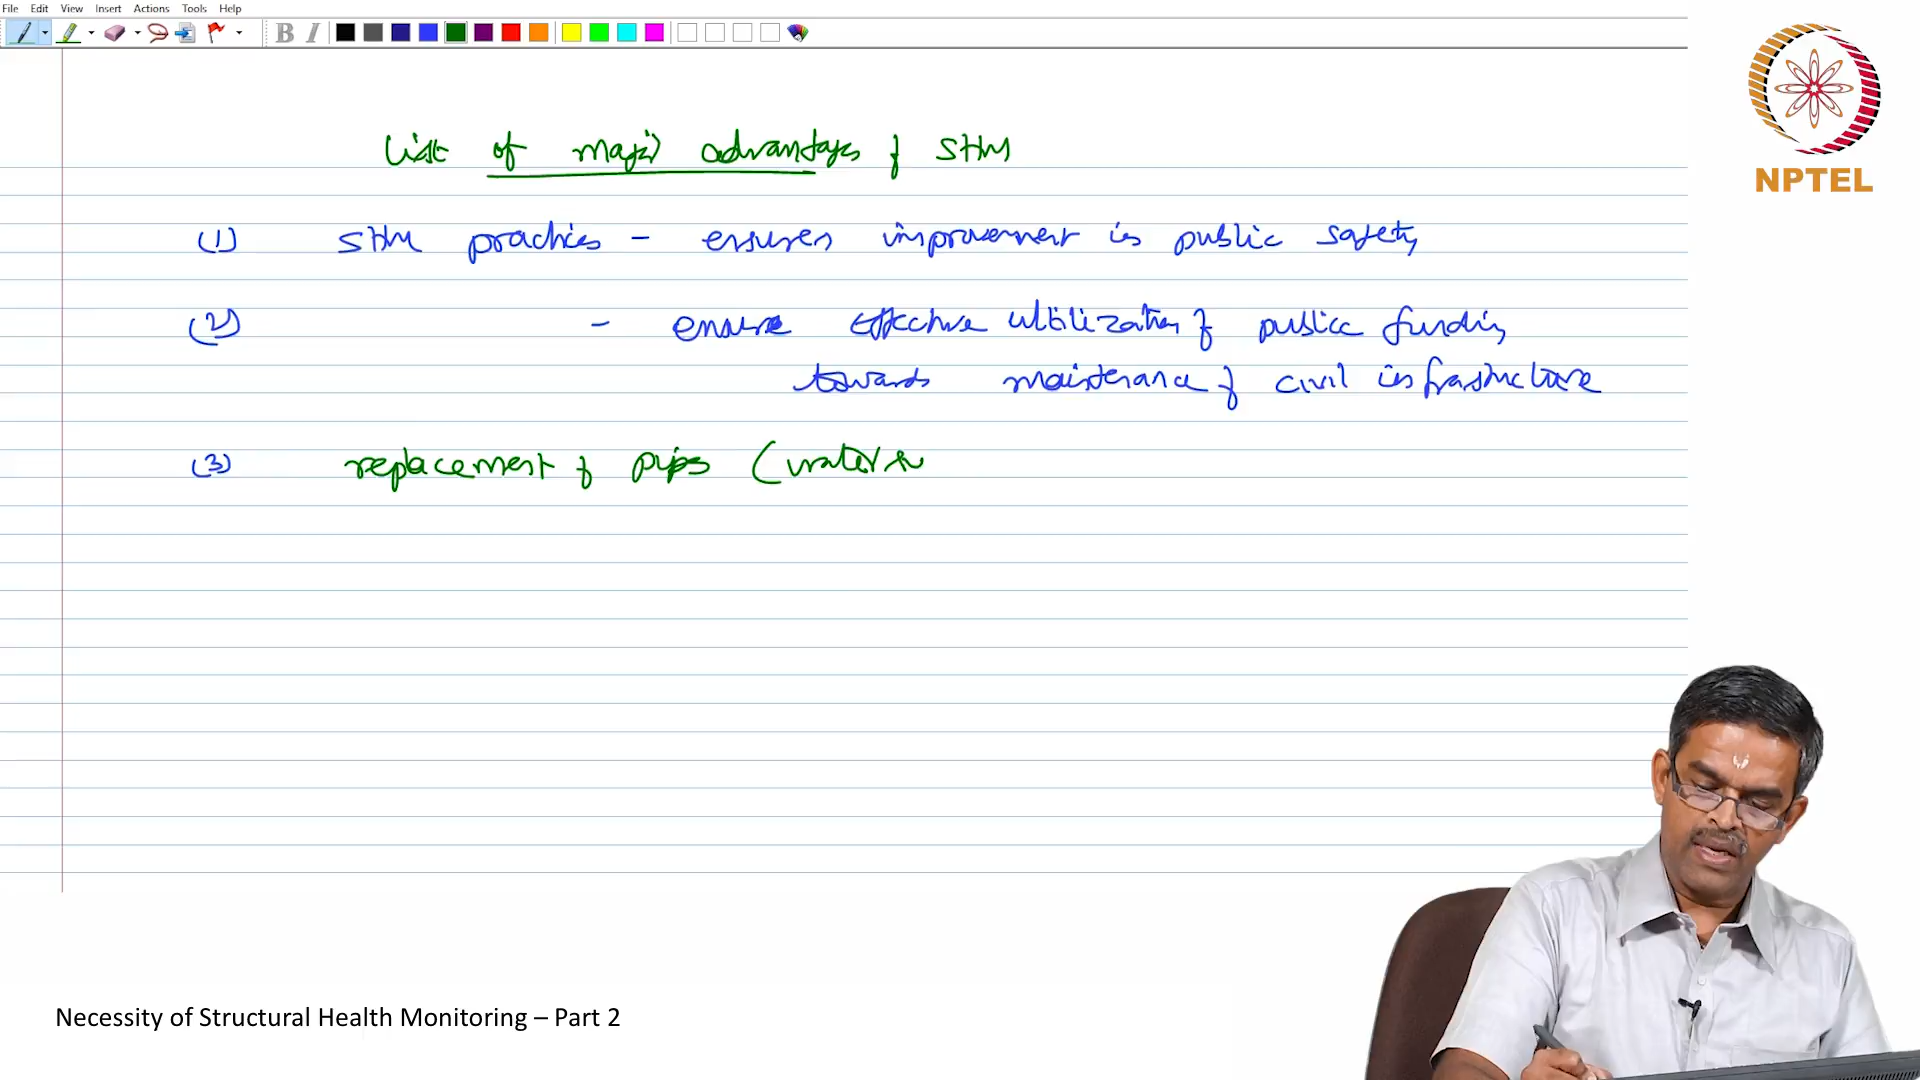 File Edit View Insert Actions Tools Help
B I
List of major advantages of SHM
(1) SHM practices - ensures improvement in public safety
(2) - ensure effective utilization of public funding
towards maintenance of civil infrastructure
(3) replacement of pipes (water
NPTEL
Necessity of Structural Health Monitoring – Part 2